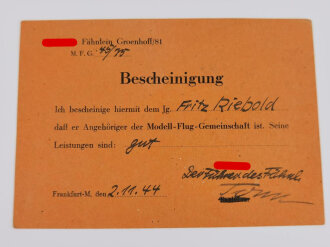 Fähnlein Groenhoff/81
M. F. G. 45/75
Bescheinigung
Ich bescheinige hiermit dem Jg. Fritz Riebold
daß er Angehöriger der Modell-Flug-Gemeinschaft ist. Seine
Leistungen sind: gut
Der Führer des Fähnl.
Frankfurt-M. den 2.11.44